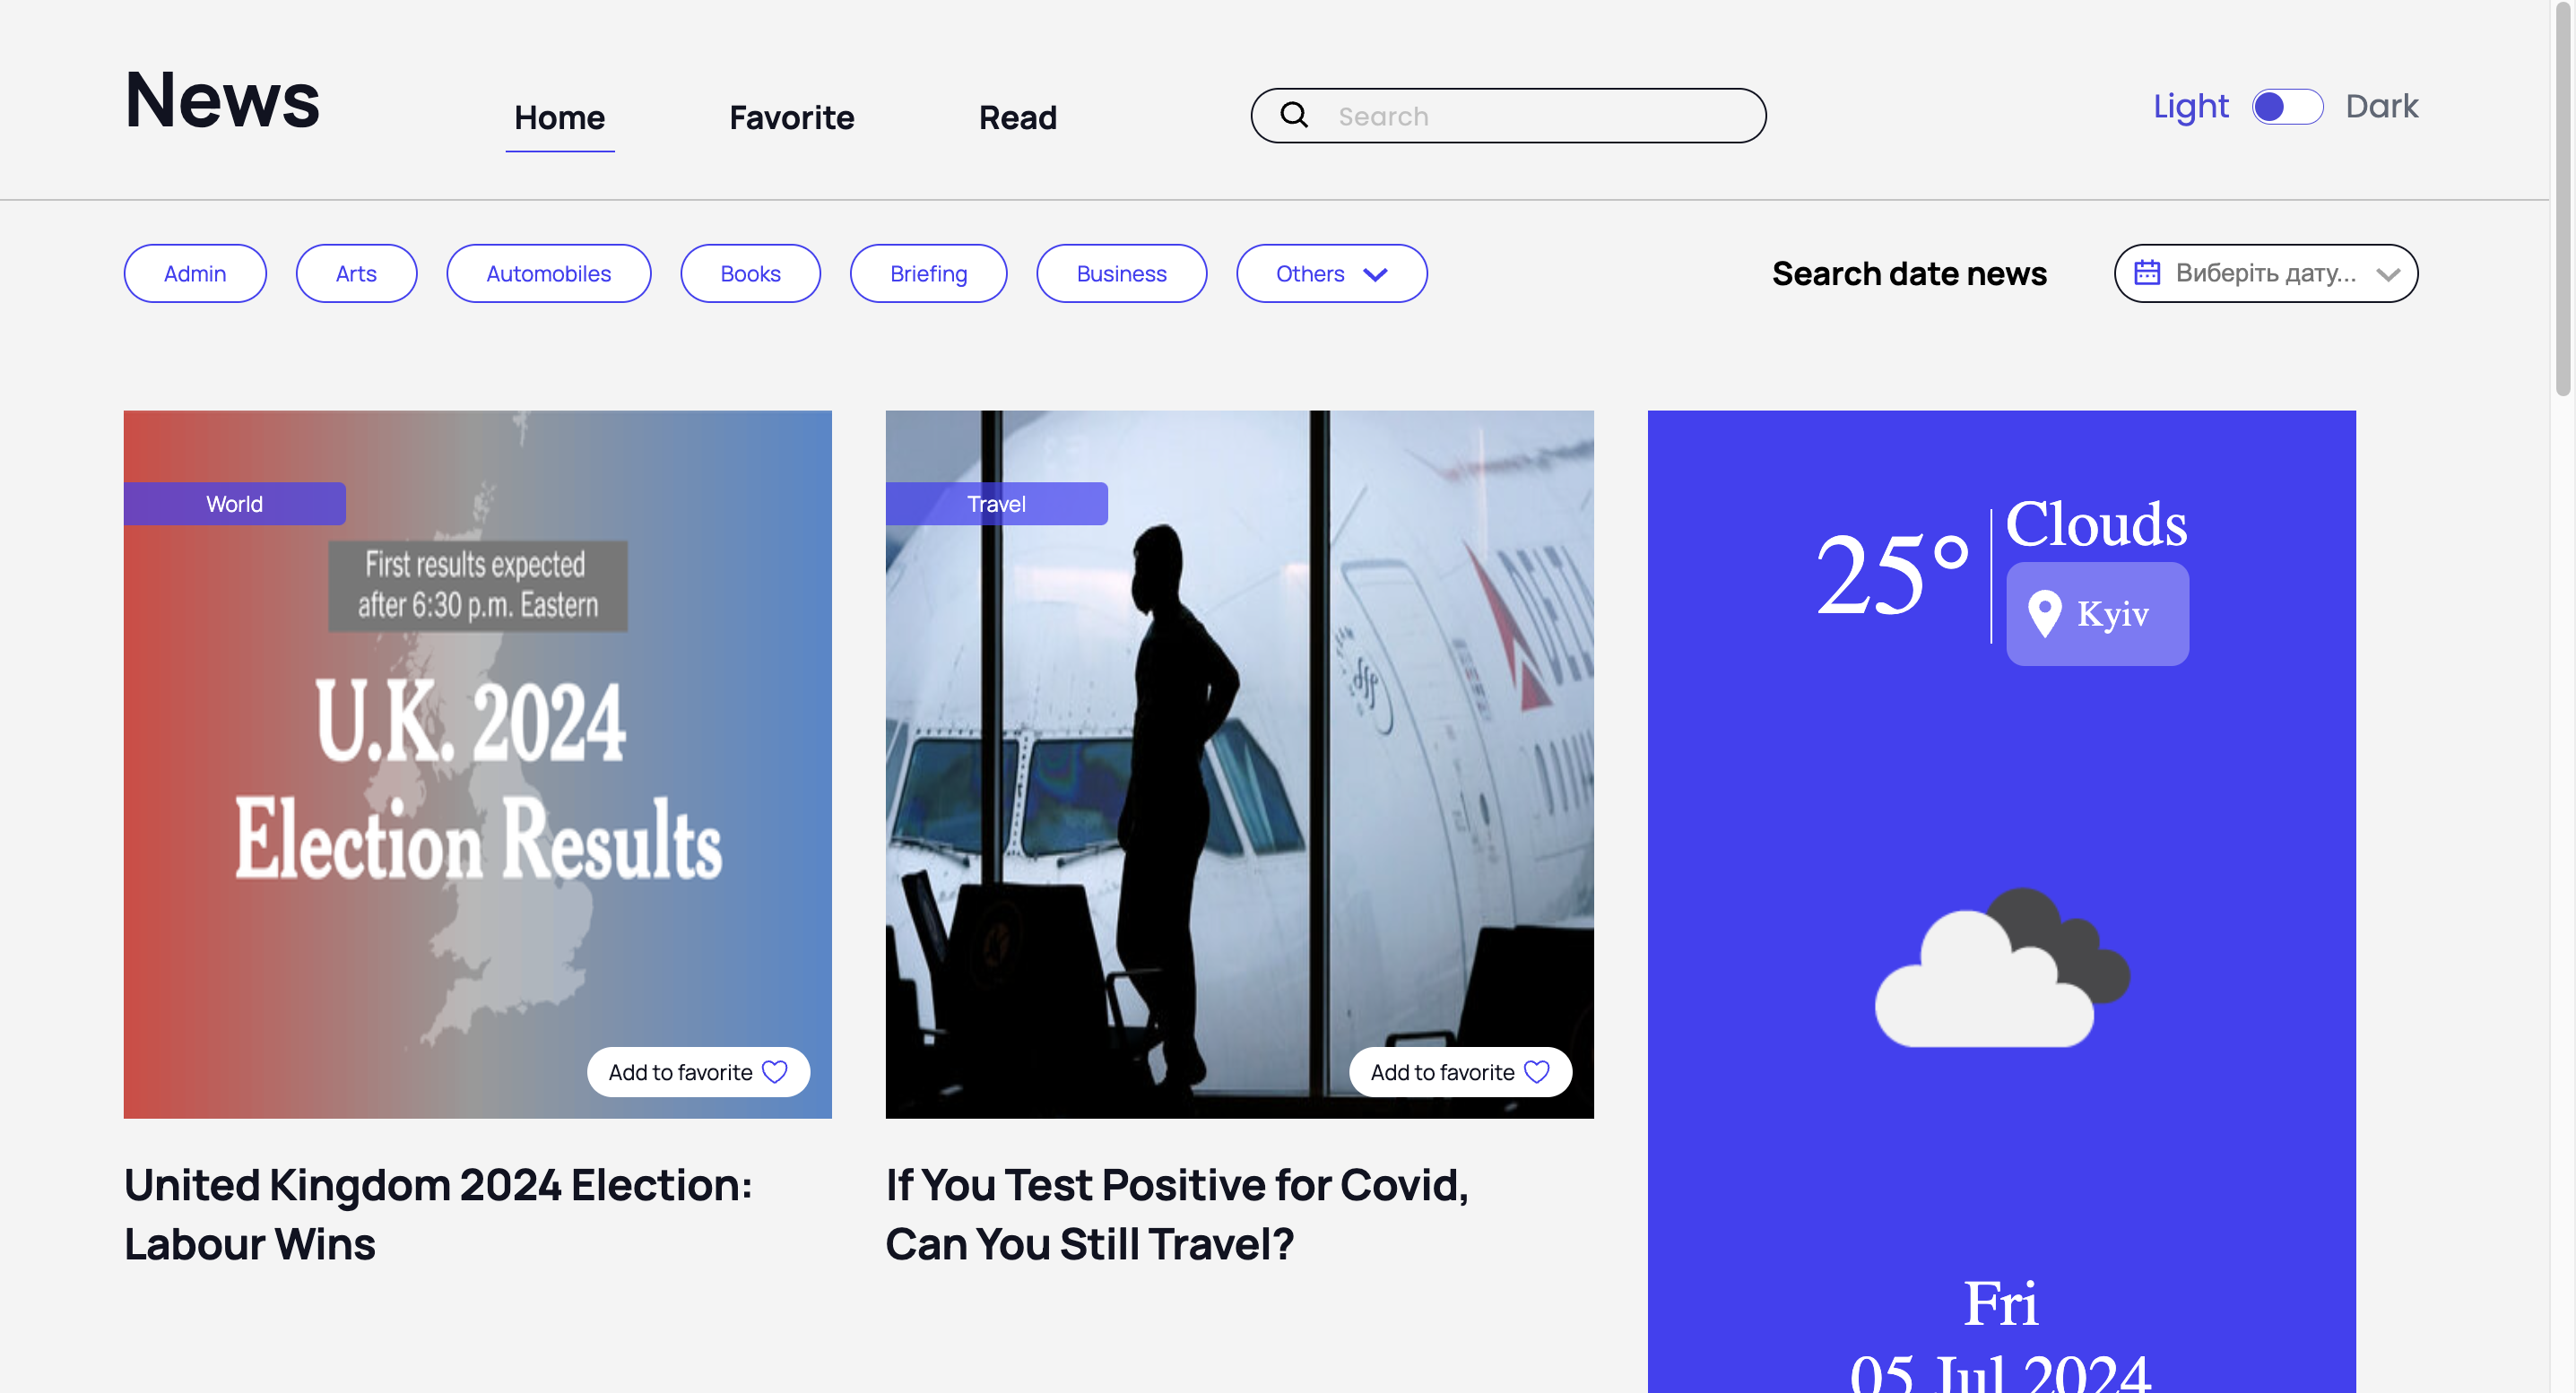 News
Home
Favorite
Read
Search
Light
Dark
Admin
Arts
Automobiles
Books
Briefing
Business
Others
Search date news
Виберіть дату...
World
First results expected
after 6:30 p.m. Eastern
U.K. 2024
Election Results
Add to favorite
United Kingdom 2024 Election:
Labour Wins
Travel
DELTA
afp
Add to favorite
If You Test Positive for Covid,
Can You Still Travel?
25°
Clouds
Kyiv
Fri
05 Jul 2024